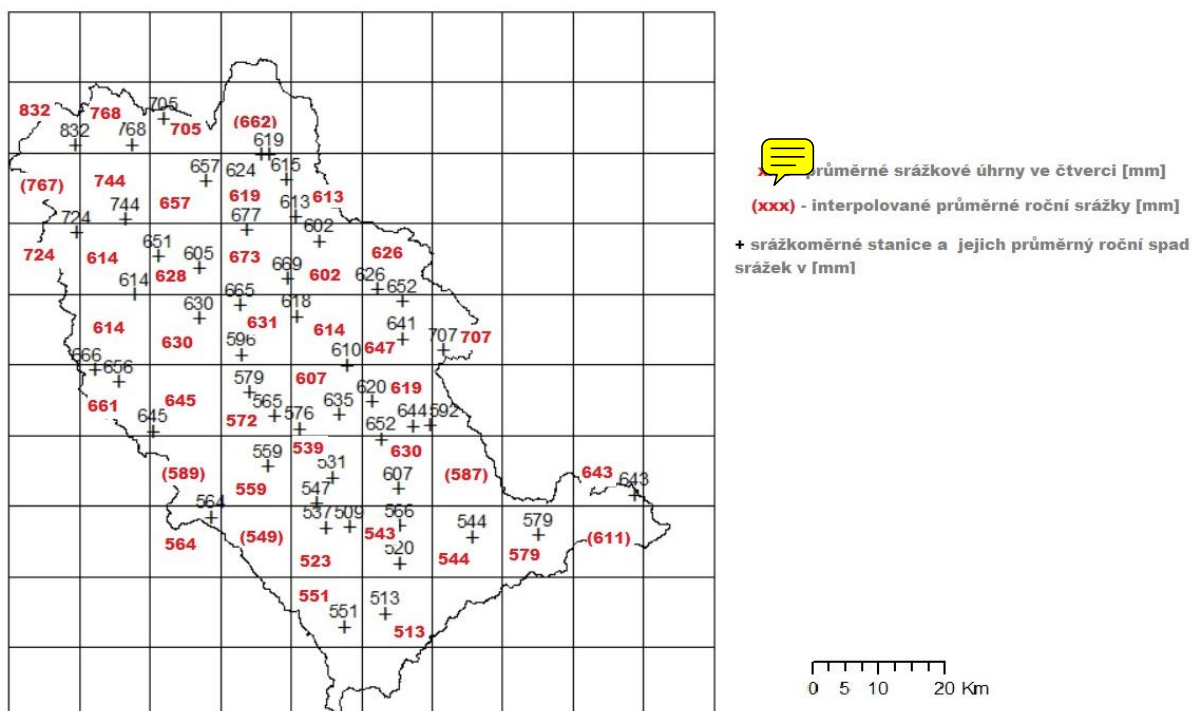 705
832 768 705 (662)
832 768 619
657 624 615
(767) 744 657 619 613
744 613
724 677 602
651 605
724 614 628 673 669 602 626 626
614 652
630 665 618
614 630 631 614 641 707 707
596 610 647
666 656 579 607 620 619
661 645 565 635
645 572 576 644 592
652
559 539 531 630
(589) 559 547 607 (587) 643 643
564 537 509 566 544 579
564 (549) 543 (611)
523 520 544 579
551 551 513
513
průměrné srážkové úhrny ve čtverci [mm]
(xxx) - interpolované průměrné roční srážky [mm]
+ srážkoměrné stanice a jejich průměrný roční spad
srážek v [mm]
0 5 10 20 Km